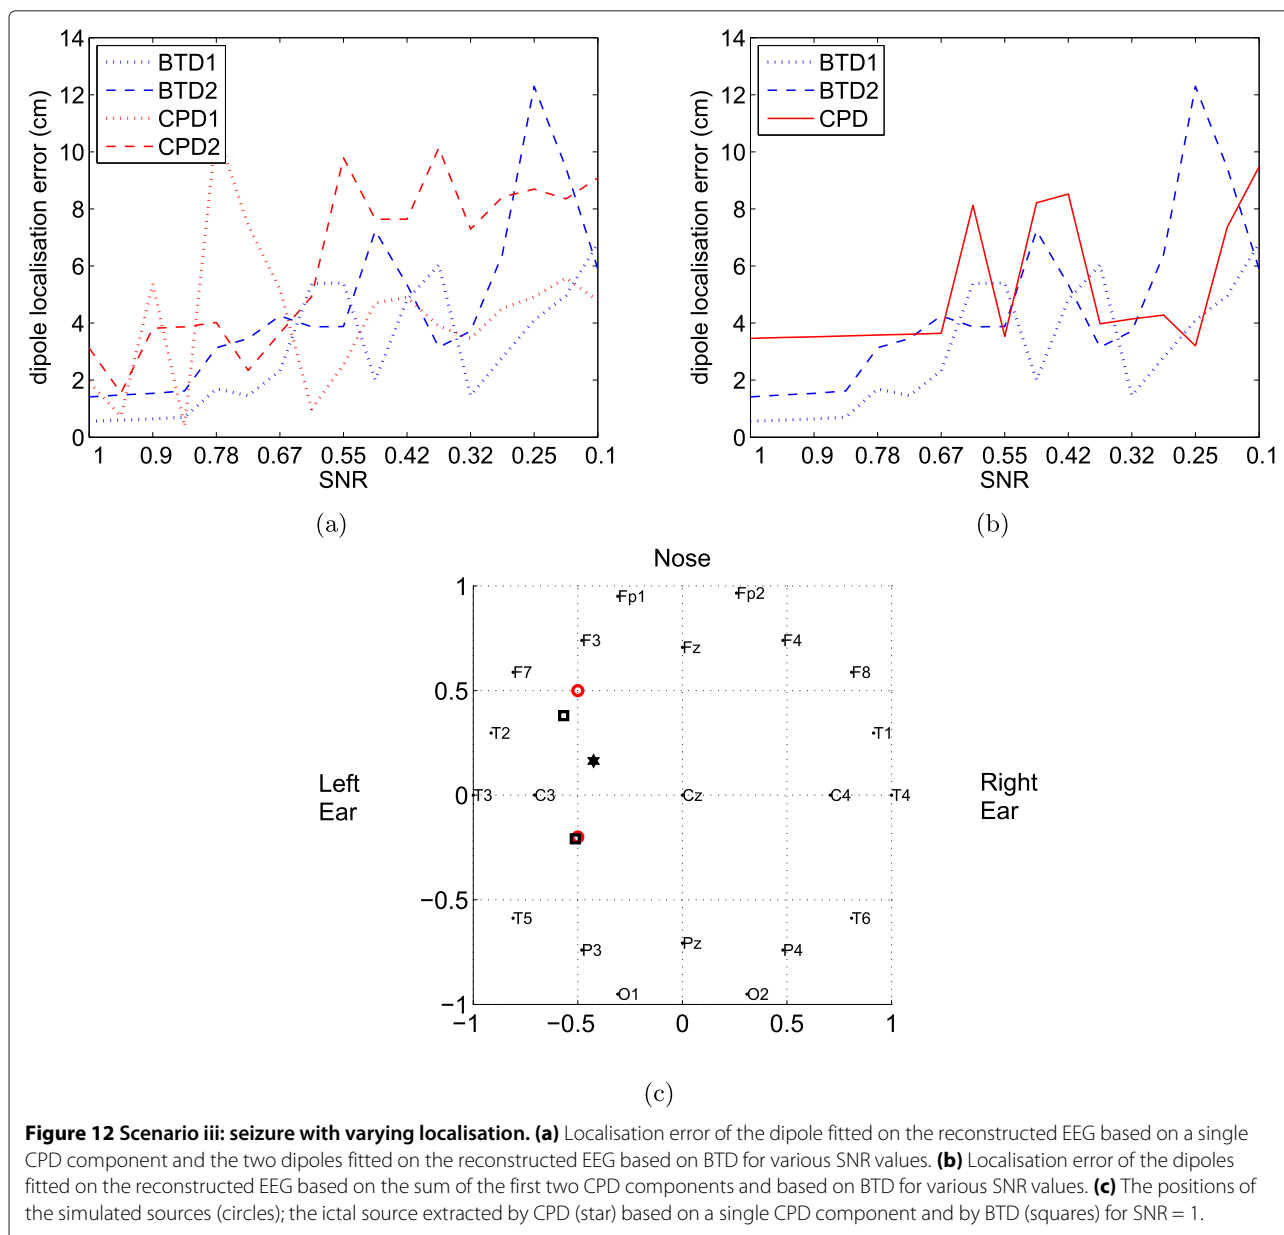 14
12
10
8
6
4
2
0
dipole localisation error (cm)
BTD1
BTD2
CPD1
CPD2
1 0.9 0.78 0.67 0.55 0.42 0.32 0.25 0.1
SNR
(a)
14
12
10
8
6
4
2
0
dipole localisation error (cm)
BTD1
BTD2
CPD
1 0.9 0.78 0.67 0.55 0.42 0.32 0.25 0.1
SNR
(b)
Nose
1
0.5
0
−0.5
−1
Left
Ear
Fp1 Fp2
F3 Fz F4
F7 F8
T2 T1
T3 C3 Cz C4 T4
T5 T6
P3 Pz P4
O1 O2
Right
Ear
−1 −0.5 0 0.5 1
(c)
Figure 12 Scenario iii: seizure with varying localisation. (a) Localisation error of the dipole fitted on the reconstructed EEG based on a single
CPD component and the two dipoles fitted on the reconstructed EEG based on BTD for various SNR values. (b) Localisation error of the dipoles
fitted on the reconstructed EEG based on the sum of the first two CPD components and based on BTD for various SNR values. (c) The positions of
the simulated sources (circles); the ictal source extracted by CPD (star) based on a single CPD component and by BTD (squares) for SNR = 1.